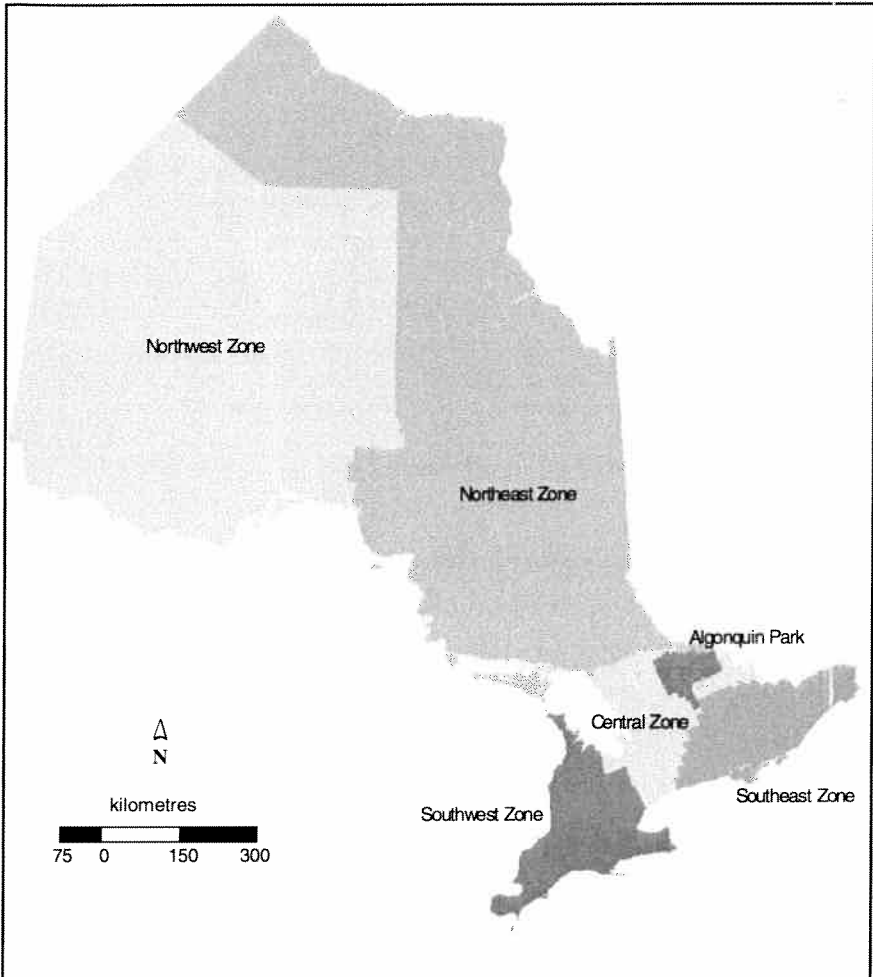 Northwest Zone
Northeast Zone
Algonquin Park
Central Zone
N
kilometres
Southeast Zone
Southwest Zone
75 0 150 300